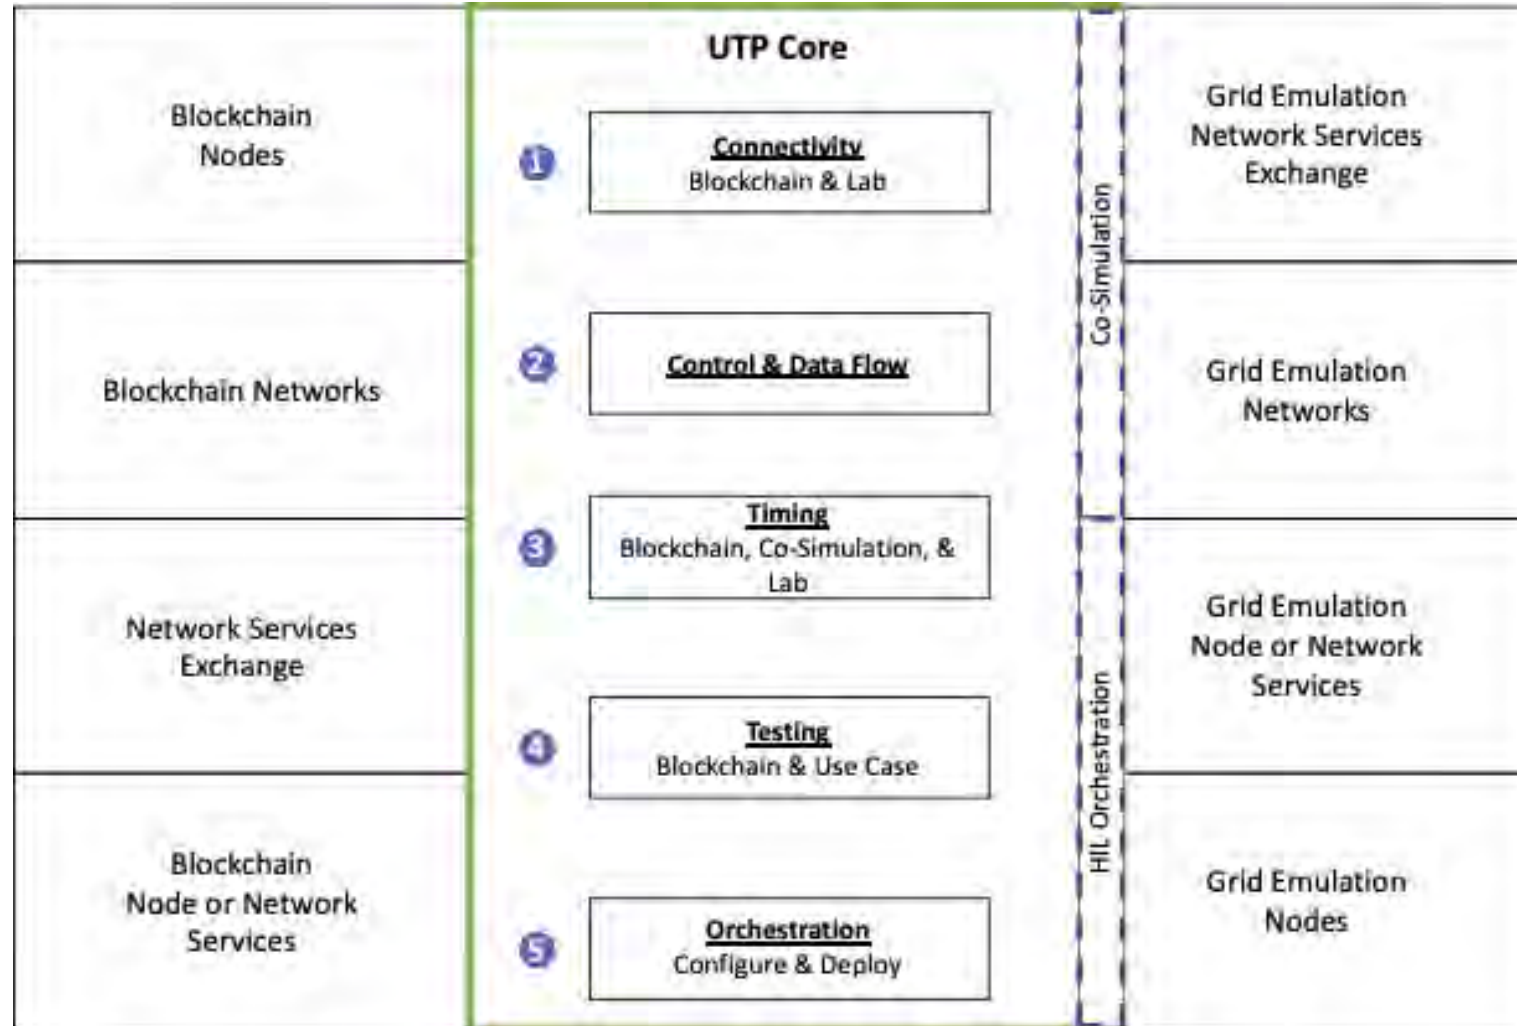 Blockchain
Nodes
Blockchain Networks
Network Services
Exchange
Blockchain
Node or Network
Services
UTP Core
1
Connectivity
Blockchain & Lab
2
Control & Data Flow
3
Timing
Blockchain, Co-Simulation, &
Lab
4
Testing
Blockchain & Use Case
5
Orchestration
Configure & Deploy
Co-Simulation
HIL Orchestration
Grid Emulation
Network Services
Exchange
Grid Emulation
Networks
Grid Emulation
Node or Network
Services
Grid Emulation
Nodes